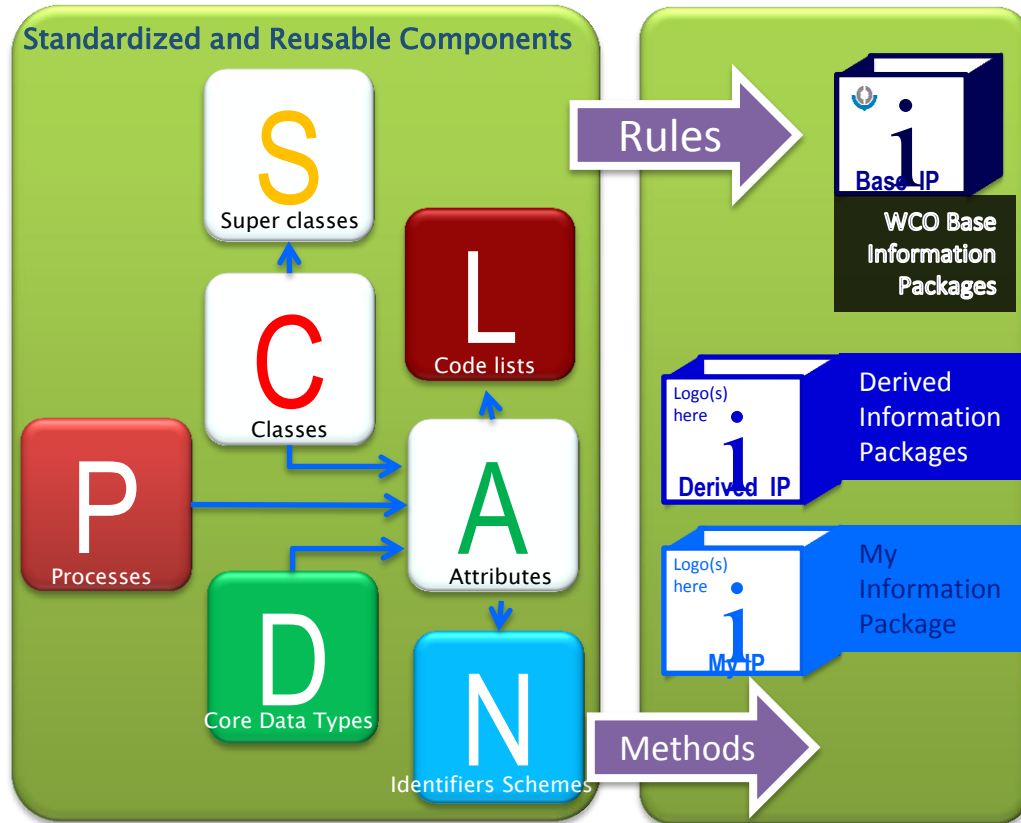 Standardized and Reusable Components
S
Super classes
C
Classes
L
Code lists
P
Processes
A
Attributes
D
Core Data Types
N
Identifiers Schemes
Rules
Methods
i
Base IP
WCO Base
Information
Packages
Logo(s)
here
i
Derived IP
Derived
Information
Packages
Logo(s)
here
i
My IP
My
Information
Package